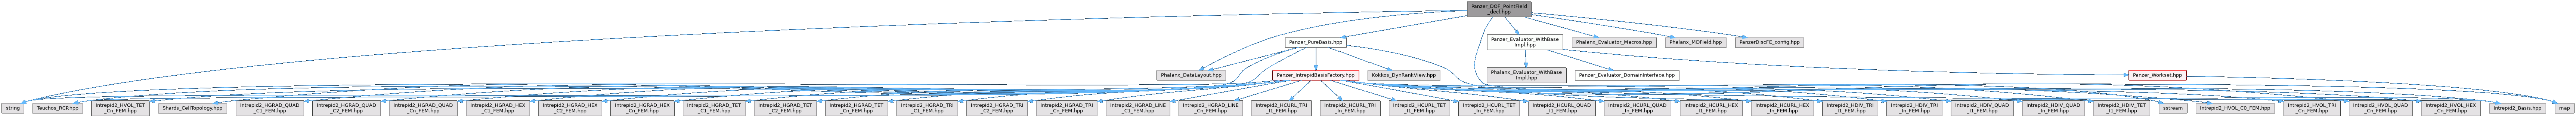 Panzer_DOF_PointField
_decl.hpp
Panzer_PureBasis.hpp
Panzer_Evaluator_WithBase
Impl.hpp
Phalanx_Evaluator_Macros.hpp
Phalanx_MDField.hpp
PanzerDiscFE_config.hpp
Phalanx_DataLayout.hpp
Panzer_IntrepidBasisFactory.hpp
Kokkos_DynRankView.hpp
Phalanx_Evaluator_WithBase
Impl.hpp
Panzer_Evaluator_DomainInterface.hpp
Panzer_Workset.hpp
string
Teuchos_RCP.hpp
Intrepid2_HVOL_TET
_Cn_FEM.hpp
Shards_CellTopology.hpp
Intrepid2_HGRAD_QUAD
_C1_FEM.hpp
Intrepid2_HGRAD_QUAD
_C2_FEM.hpp
Intrepid2_HGRAD_QUAD
_Cn_FEM.hpp
Intrepid2_HGRAD_HEX
_C1_FEM.hpp
Intrepid2_HGRAD_HEX
_C2_FEM.hpp
Intrepid2_HGRAD_HEX
_Cn_FEM.hpp
Intrepid2_HGRAD_TET
_C1_FEM.hpp
Intrepid2_HGRAD_TET
_C2_FEM.hpp
Intrepid2_HGRAD_TET
_Cn_FEM.hpp
Intrepid2_HGRAD_TRI
_C1_FEM.hpp
Intrepid2_HGRAD_TRI
_C2_FEM.hpp
Intrepid2_HGRAD_TRI
_Cn_FEM.hpp
Intrepid2_HGRAD_LINE
_C1_FEM.hpp
Intrepid2_HGRAD_LINE
_Cn_FEM.hpp
Intrepid2_HCURL_TRI
_I1_FEM.hpp
Intrepid2_HCURL_TRI
_In_FEM.hpp
Intrepid2_HCURL_TET
_I1_FEM.hpp
Intrepid2_HCURL_TET
_In_FEM.hpp
Intrepid2_HCURL_QUAD
_I1_FEM.hpp
Intrepid2_HCURL_QUAD
_In_FEM.hpp
Intrepid2_HCURL_HEX
_I1_FEM.hpp
Intrepid2_HCURL_HEX
_In_FEM.hpp
Intrepid2_HDIV_TRI
_I1_FEM.hpp
Intrepid2_HDIV_TRI
_In_FEM.hpp
Intrepid2_HDIV_QUAD
_I1_FEM.hpp
Intrepid2_HDIV_QUAD
_In_FEM.hpp
Intrepid2_HDIV_TET
_I1_FEM.hpp
sstream
Intrepid2_HVOL_C0_FEM.hpp
Intrepid2_HVOL_TRI
_Cn_FEM.hpp
Intrepid2_HVOL_QUAD
_Cn_FEM.hpp
Intrepid2_HVOL_HEX
_Cn_FEM.hpp
Intrepid2_Basis.hpp
map